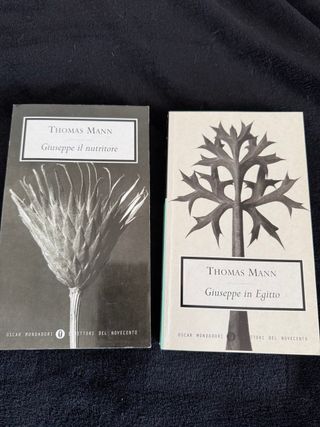 THOMAS MANN
Giuseppe il nutritore
OSCAR MONDADORI SCRITTORI DEL NOVECENTO
THOMAS MANN
Giuseppe in Egitto
OSCAR MONDADORI SCRITTORI DEL NOVECENTO